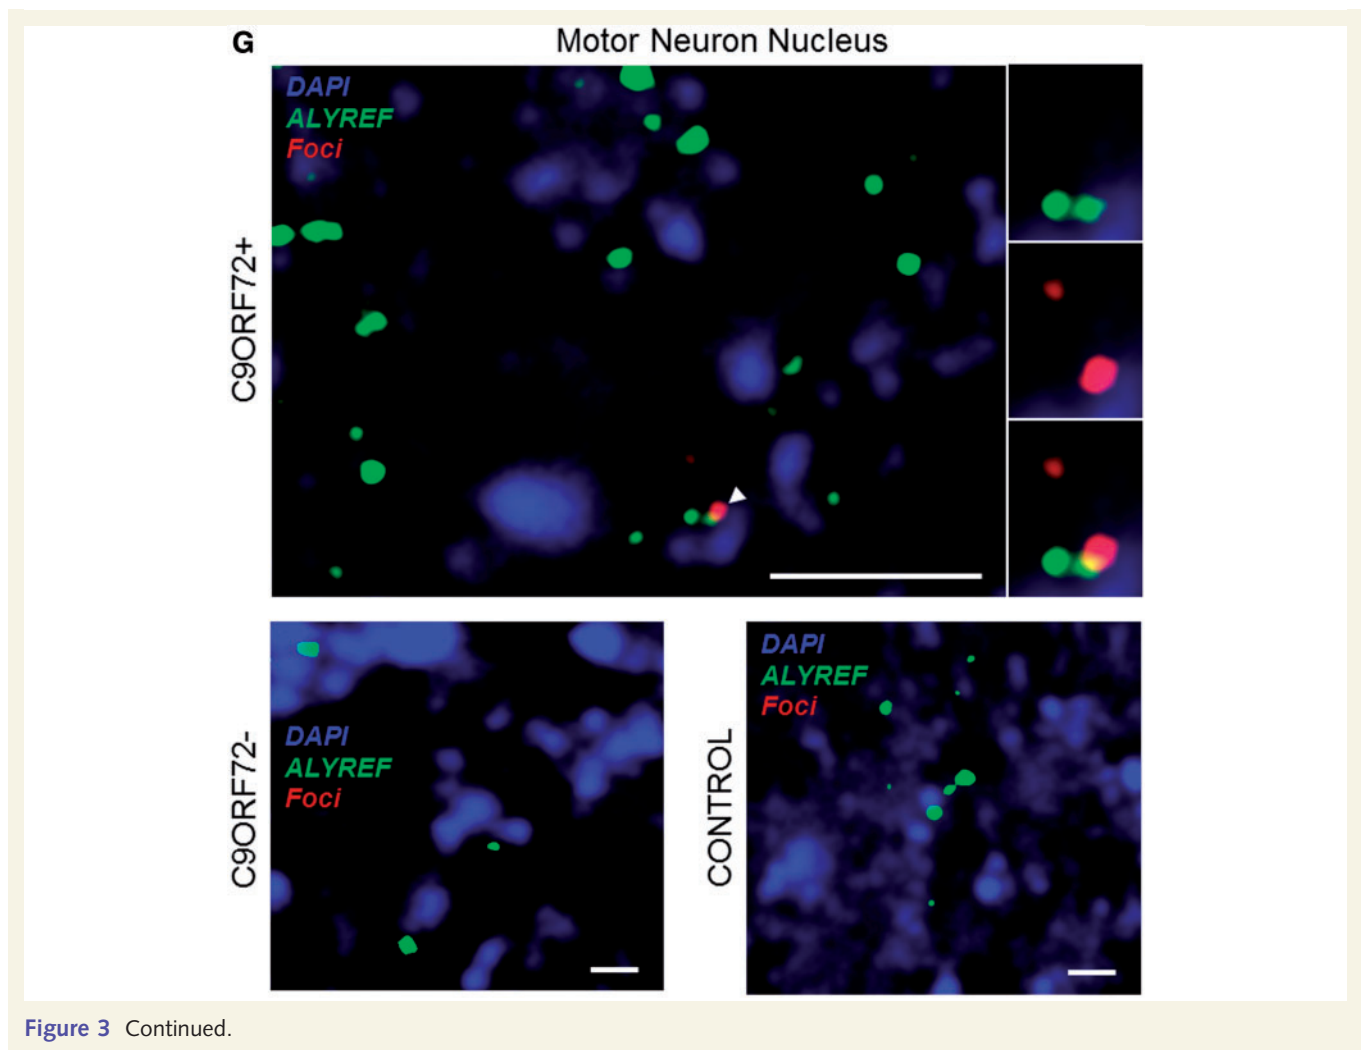 G
Motor Neuron Nucleus
C9ORF72+
DAPI
ALYREF
Foci
C9ORF72-
DAPI
ALYREF
Foci
CONTROL
DAPI
ALYREF
Foci
Figure 3 Continued.